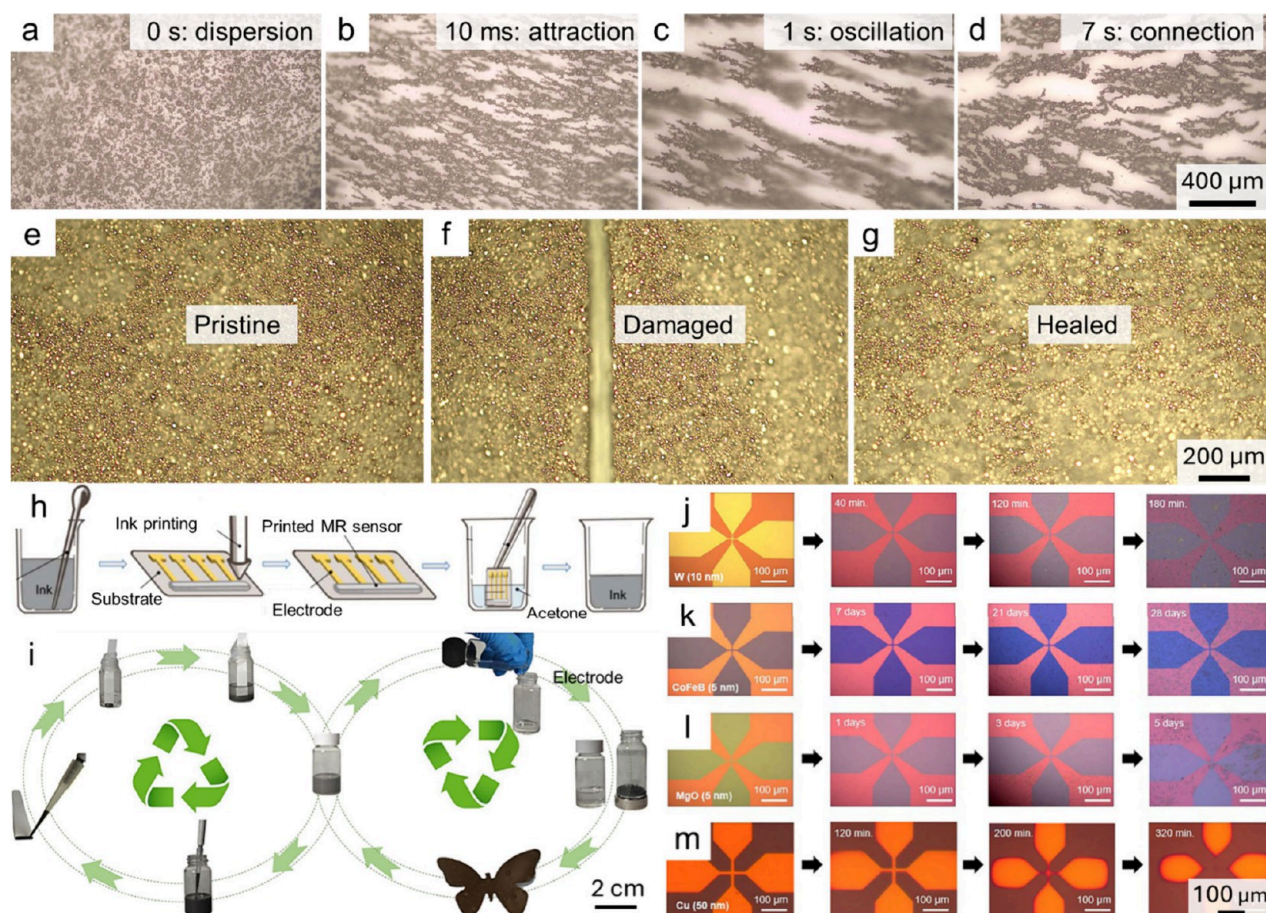 a
0 s: dispersion
b
10 ms: attraction
c
1 s: oscillation
d
7 s: connection
400 µm
e
Pristine
f
Damaged
g
Healed
200 µm
h
Ink printing
Printed MR sensor
Ink
Substrate
Electrode
Acetone
Ink
i
Electrode
2 cm
j
W (10 nm)
100 µm
40 min.
100 µm
120 min.
100 µm
180 min.
100 µm
k
CoFeB (5 nm)
100 µm
7 days
100 µm
21 days
100 µm
28 days
100 µm
l
MgO (5 nm)
100 µm
1 days
100 µm
3 days
100 µm
5 days
100 µm
m
Cu (50 nm)
100 µm
120 min.
100 µm
200 min.
100 µm
320 min.
100 µm